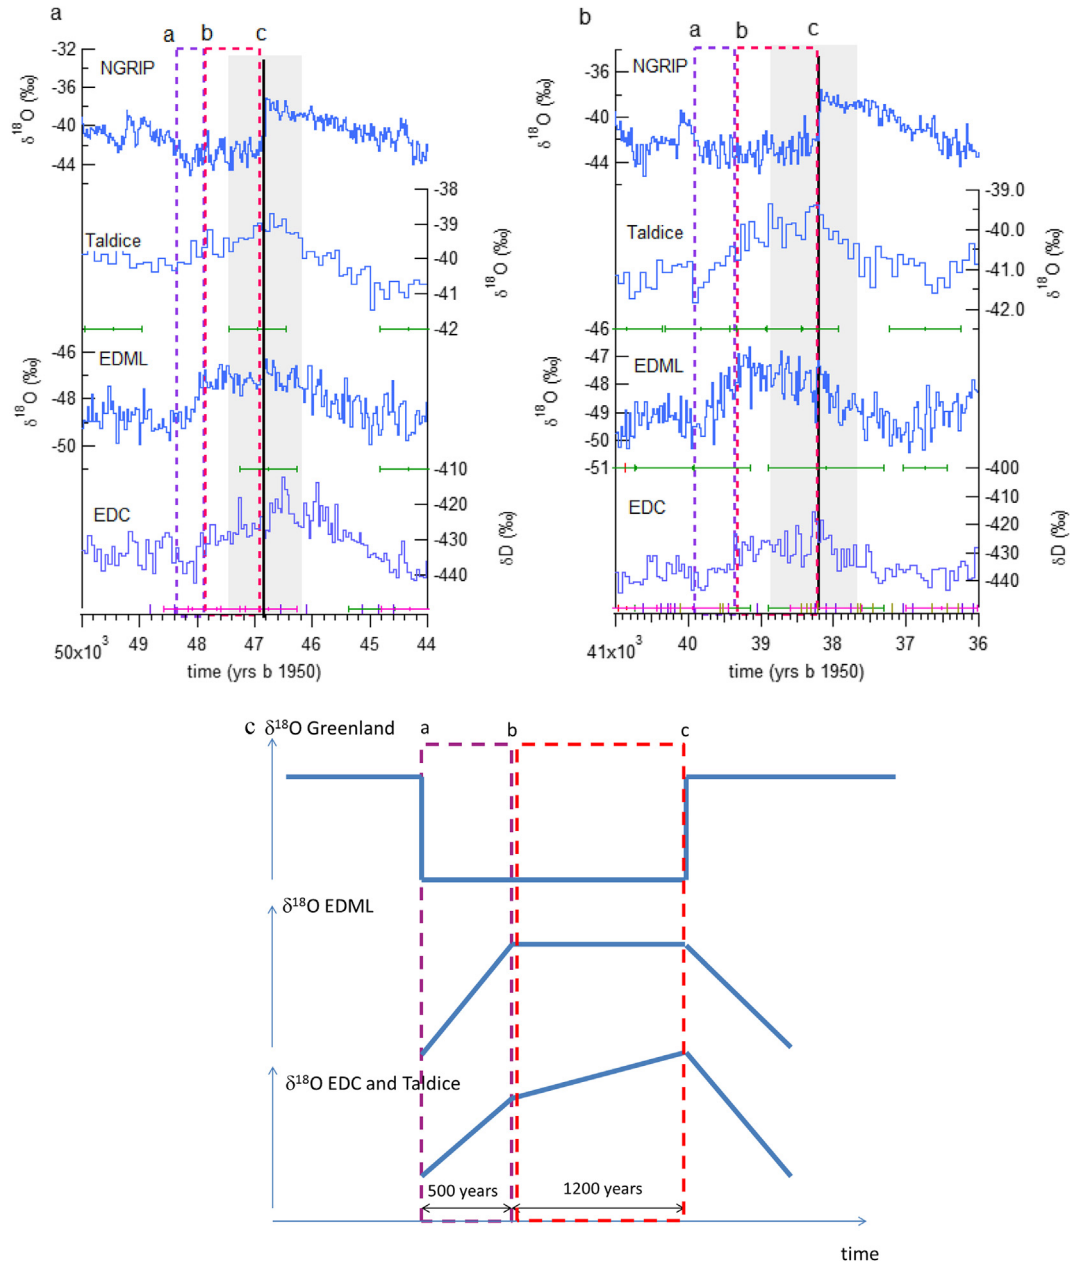 a
a b c
-32
-36
-40
-44
δ18O (‰)
NGRIP
-38
-39
-40
-41
-42
δ18O (‰)
Taldice
-46
-48
-50
δ18O (‰)
EDML
-410
-420
-430
-440
δD (‰)
EDC
50x10³ 49 48 47 46 45 44
time (yrs b 1950)
b
a b c
-36
-40
-44
δ18O (‰)
NGRIP
-39.0
-40.0
-41.0
-42.0
δ18O (‰)
Taldice
-46
-47
-48
-49
-50
-51
δ18O (‰)
EDML
-400
-410
-420
-430
-440
δD (‰)
EDC
41x10³ 40 39 38 37 36
time (yrs b 1950)
c δ18O Greenland a b c
δ18O EDML
δ18O EDC and Taldice
500 years 1200 years
time